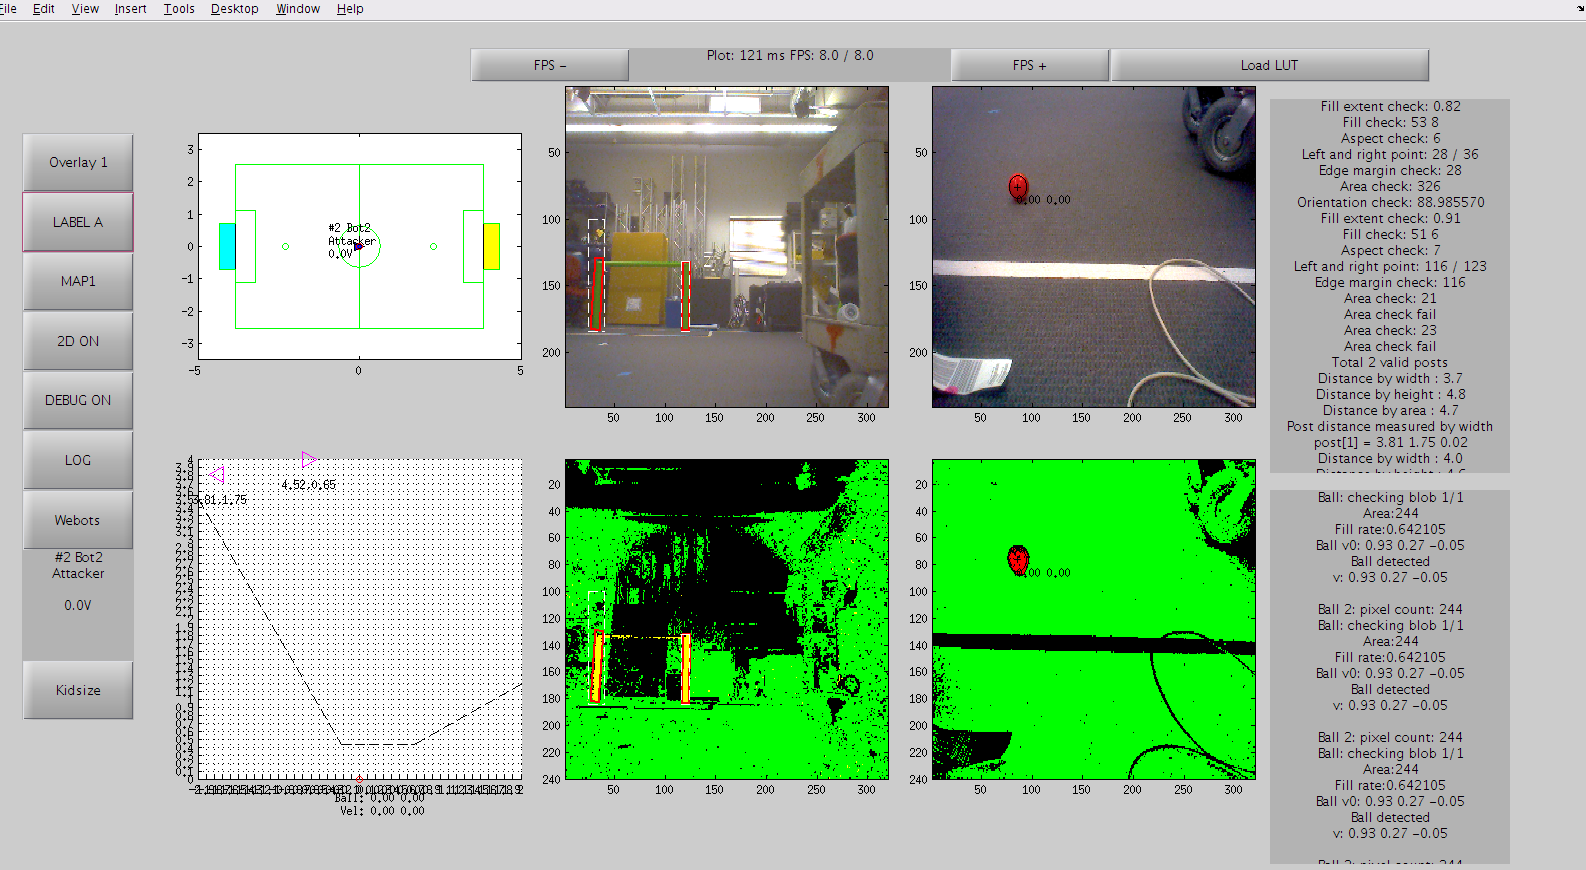 File Edit View Insert Tools Desktop Window Help
FPS −
Plot: 121 ms FPS: 8.0 / 8.0
FPS +
Load LUT
Overlay 1
LABEL A
MAP1
2D ON
DEBUG ON
LOG
Webots
#2 Bot2
Attacker
0.0V
Kidsize
3
2
1
0
−1
−2
−3
−5 0 5
#2 Bot2
Attacker
0.0V
50
100
150
200
50 100 150 200 250 300
50
100
150
200
50 100 150 200 250 300
0.00 0.00
Fill extent check: 0.82
Fill check: 53 8
Aspect check: 6
Left and right point: 28 / 36
Edge margin check: 28
Area check: 326
Orientation check: 88.985570
Fill extent check: 0.91
Fill check: 51 6
Aspect check: 7
Left and right point: 116 / 123
Edge margin check: 116
Area check: 21
Area check fail
Area check: 23
Area check fail
Total 2 valid posts
Distance by width : 3.7
Distance by height : 4.8
Distance by area : 4.7
Post distance measured by width
post[1] = 3.81 1.75 0.02
Distance by width : 4.0
Distance by height : 4.6
3.81,1.75
4.52,0.65
Ball: 0.00 0.00
Vel: 0.00 0.00
20
40
60
80
100
120
140
160
180
200
220
240
50 100 150 200 250 300
20
40
60
80
100
120
140
160
180
200
220
240
50 100 150 200 250 300
0.00 0.00
Ball: checking blob 1/1
Area:244
Fill rate:0.642105
Ball v0: 0.93 0.27 −0.05
Ball detected
v: 0.93 0.27 −0.05
Ball 2: pixel count: 244
Ball: checking blob 1/1
Area:244
Fill rate:0.642105
Ball v0: 0.93 0.27 −0.05
Ball detected
v: 0.93 0.27 −0.05
Ball 2: pixel count: 244
Ball: checking blob 1/1
Area:244
Fill rate:0.642105
Ball v0: 0.93 0.27 −0.05
Ball detected
v: 0.93 0.27 −0.05
Ball 2: pixel count: 244